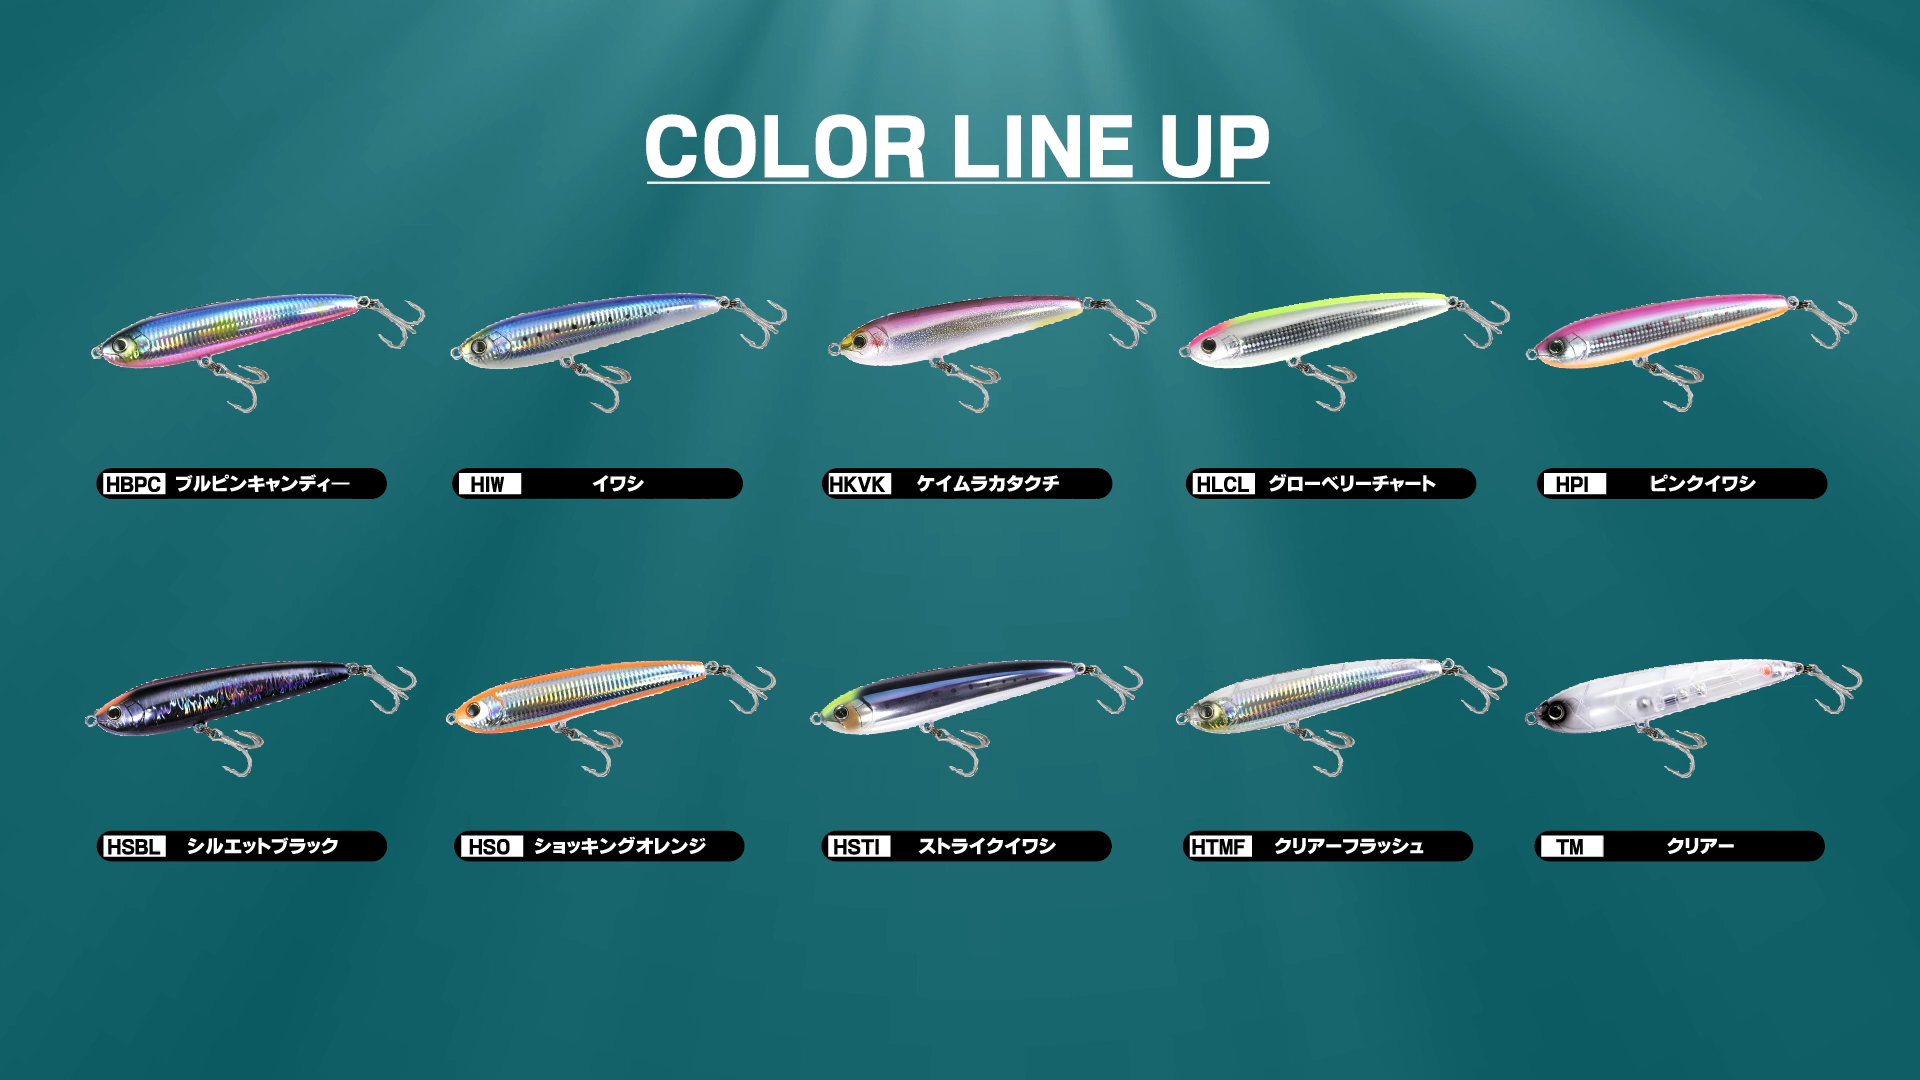 COLOR LINE UP
HBPC ブルピンキャンディー
HIW イワシ
HKVK ケイムラカタクチ
HLCL グローベリーチャート
HPI ピンクイワシ
HSBL シルエットブラック
HSO ショッキングオレンジ
HSTI ストライクイワシ
HTMF クリアーフラッシュ
TM クリアー